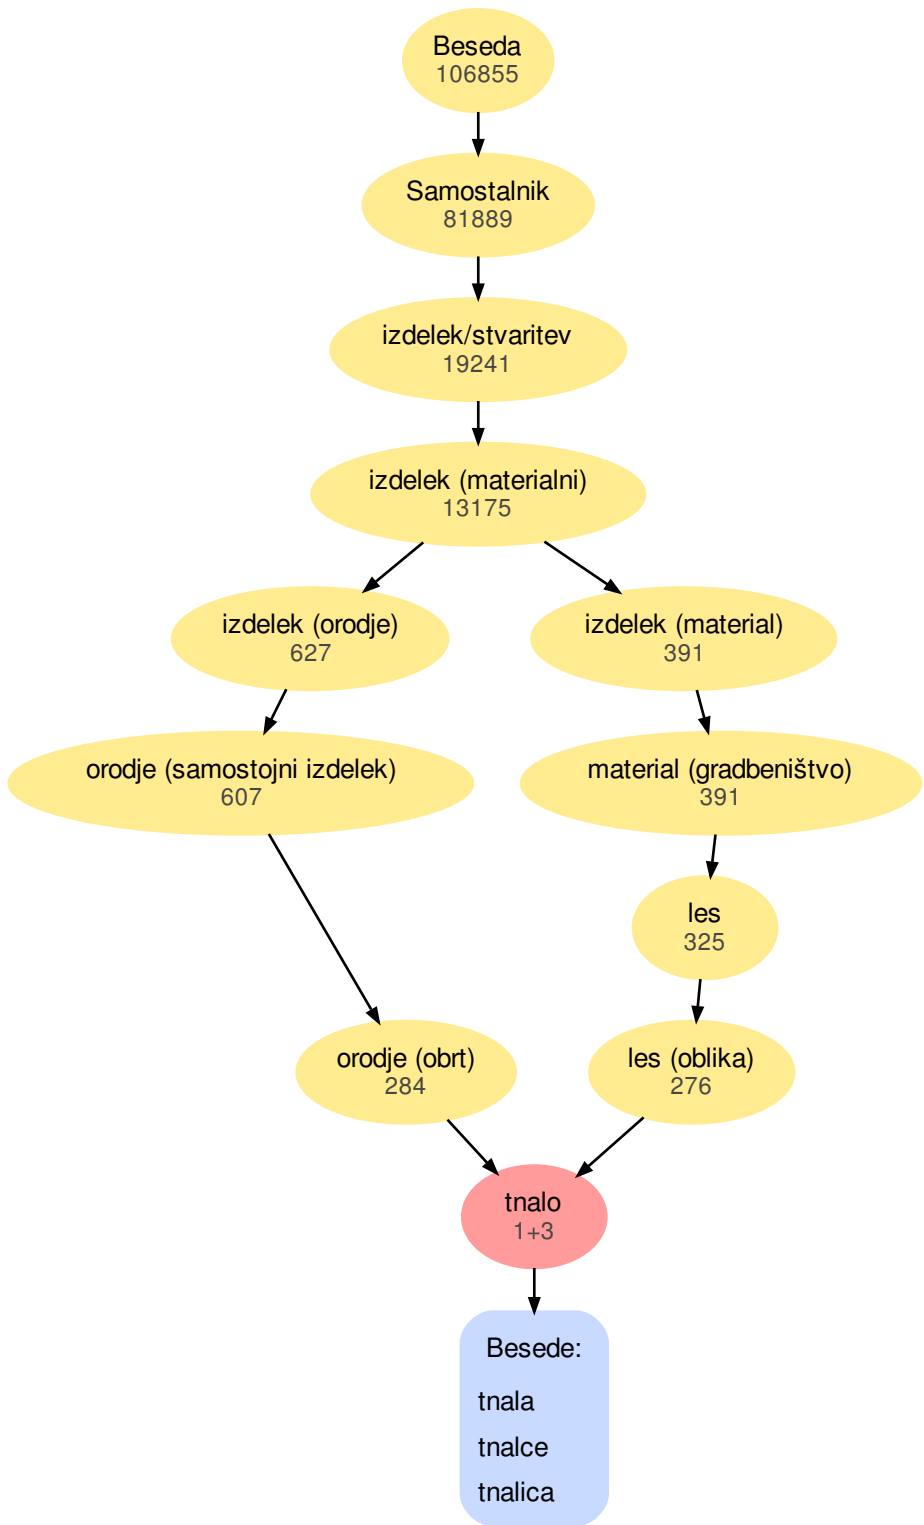 Beseda
106855
Samostalnik
81889
izdelek/stvaritev
19241
izdelek (materialni)
13175
izdelek (orodje)
627
izdelek (material)
391
orodje (samostojni izdelek)
607
material (gradbeništvo)
391
les
325
orodje (obrt)
284
les (oblika)
276
tnalo
1+3
Besede:
tnala
tnalce
tnalica